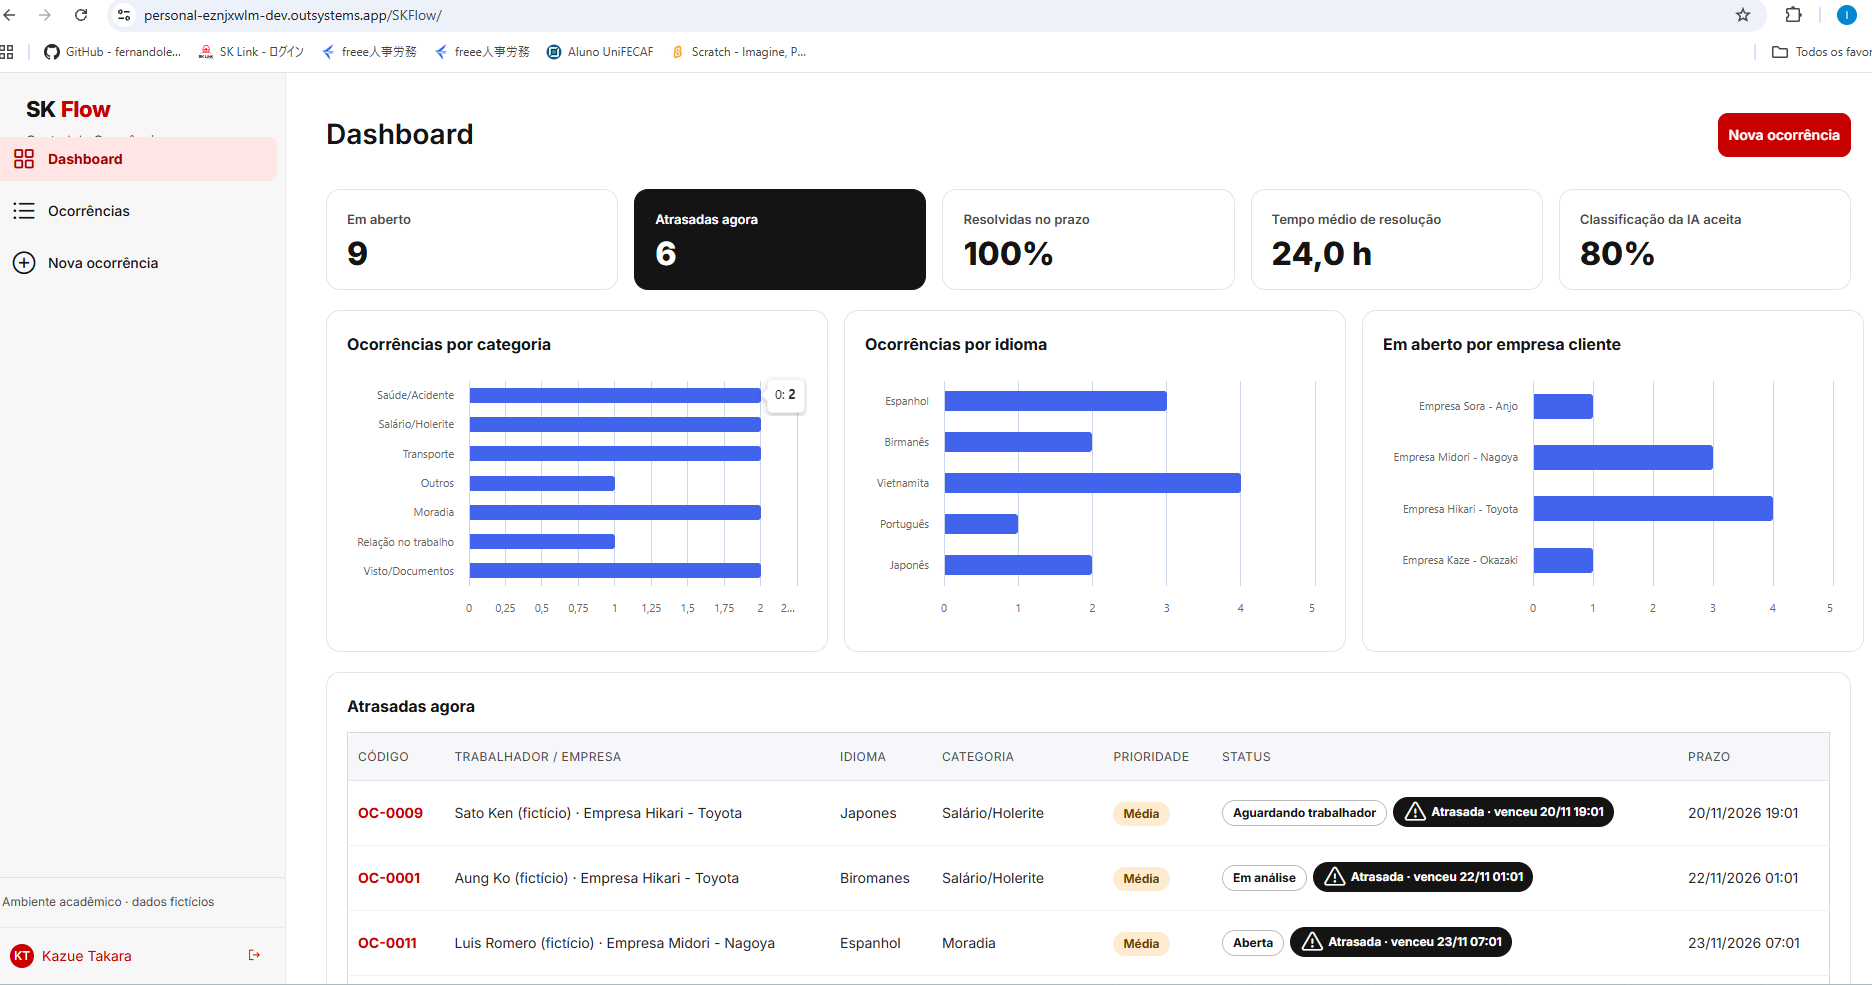 personal-eznjxwlm-dev.outsystems.app/SKFlow/
GitHub - fernandole...
SK Link - ログイン
freee人事労務
freee人事労務
Aluno UniFECAF
Scratch - Imagine, P...
Todos os favor
SK Flow
Dashboard
Ocorrências
Nova ocorrência
Ambiente acadêmico · dados fictícios
KT Kazue Takara
Dashboard
Nova ocorrência
Em aberto
9
Atrasadas agora
6
Resolvidas no prazo
100%
Tempo médio de resolução
24,0 h
Classificação da IA aceita
80%
Ocorrências por categoria
Saúde/Acidente
Salário/Holerite
Transporte
Outros
Moradia
Relação no trabalho
Visto/Documentos
0: 2
0 0,25 0,5 0,75 1 1,25 1,5 1,75 2 2...
Ocorrências por idioma
Espanhol
Birmanês
Vietnamita
Português
Japonês
0 1 2 3 4 5
Em aberto por empresa cliente
Empresa Sora - Anjo
Empresa Midori - Nagoya
Empresa Hikari - Toyota
Empresa Kaze - Okazaki
0 1 2 3 4 5
Atrasadas agora
CÓDIGO TRABALHADOR / EMPRESA IDIOMA CATEGORIA PRIORIDADE STATUS PRAZO
OC-0009 Sato Ken (fictício) · Empresa Hikari - Toyota Japones Salário/Holerite Média Aguardando trabalhador Atrasada · venceu 20/11 19:01 20/11/2026 19:01
OC-0001 Aung Ko (fictício) · Empresa Hikari - Toyota Biromanes Salário/Holerite Média Em análise Atrasada · venceu 22/11 01:01 22/11/2026 01:01
OC-0011 Luis Romero (fictício) · Empresa Midori - Nagoya Espanhol Moradia Média Aberta Atrasada · venceu 23/11 07:01 23/11/2026 07:01